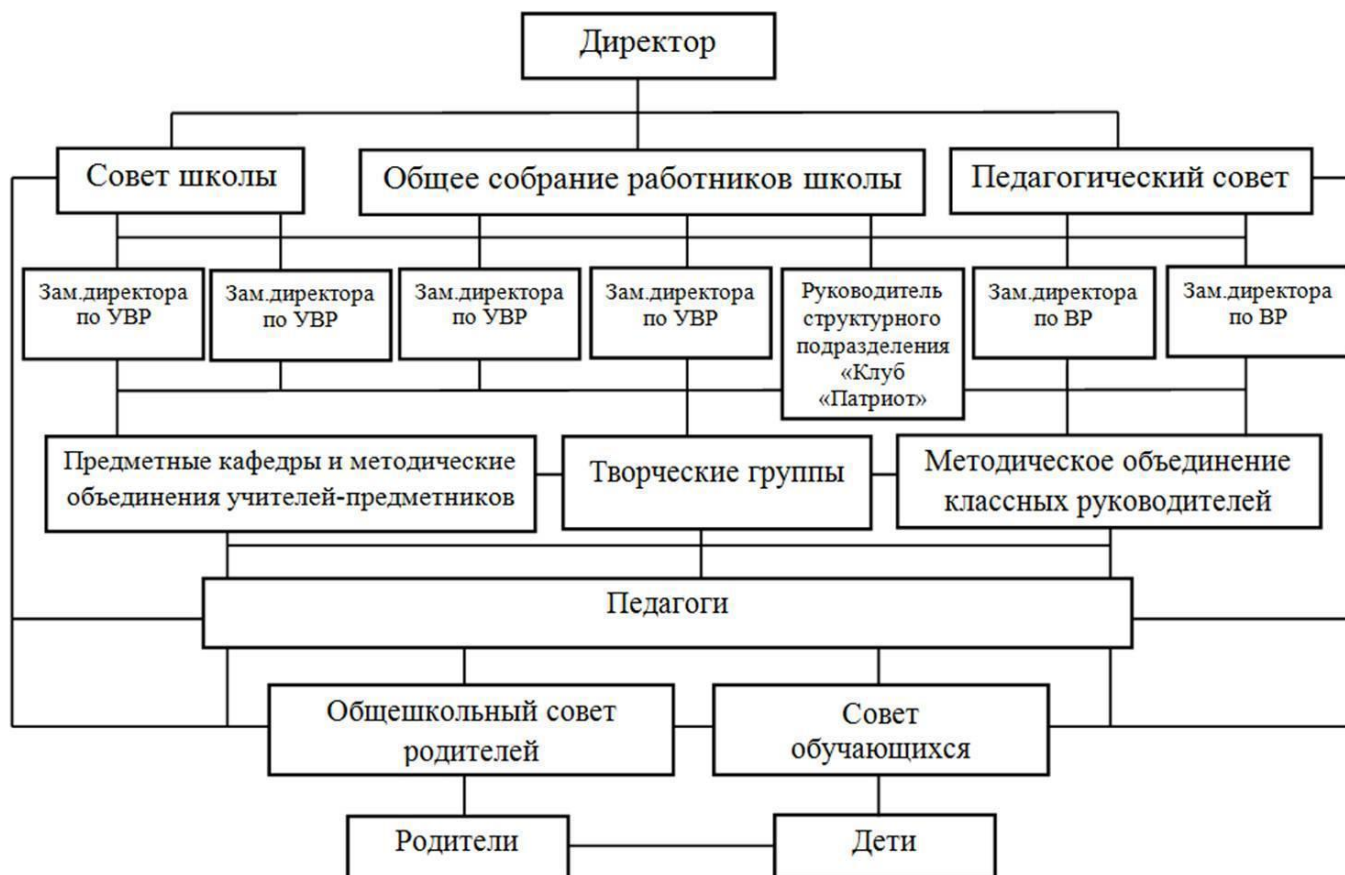 Директор
Совет школы
Общее собрание работников школы
Педагогический совет
Зам.директора
по УВР
Зам.директора
по УВР
Зам.директора
по УВР
Зам.директора
по УВР
Руководитель
структурного
подразделения
«Клуб
«Патриот»
Зам.директора
по ВР
Зам.директора
по ВР
Предметные кафедры и методические
объединения учителей-предметников
Творческие группы
Методическое объединение
классных руководителей
Педагоги
Общешкольный совет
родителей
Совет
обучающихся
Родители
Дети